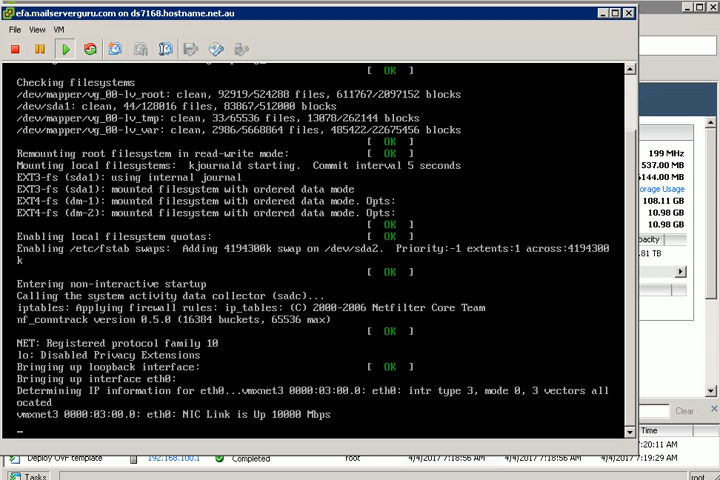 efa.mailserverguru.com on ds7168.hostname.net.au
File View VM
[ OK ]
Checking filesystems
/dev/mapper/vg_00-lv_root: clean, 92919/524288 files, 611767/2097152 blocks
/dev/sda1: clean, 44/128016 files, 83867/512000 blocks
/dev/mapper/vg_00-lv_tmp: clean, 33/65536 files, 13078/262144 blocks
/dev/mapper/vg_00-lv_var: clean, 2986/5668864 files, 485422/22675456 blocks
[ OK ]
Remounting root filesystem in read-write mode: [ OK ]
Mounting local filesystems: kjournald starting. Commit interval 5 seconds
EXT3-fs (sda1): using internal journal
EXT3-fs (sda1): mounted filesystem with ordered data mode
EXT4-fs (dm-1): mounted filesystem with ordered data mode. Opts:
EXT4-fs (dm-2): mounted filesystem with ordered data mode. Opts:
[ OK ]
Enabling local filesystem quotas: [ OK ]
Enabling /etc/fstab swaps: Adding 4194300k swap on /dev/sda2. Priority:-1 extents:1 across:4194300
k
[ OK ]
Entering non-interactive startup
Calling the system activity data collector (sadc)...
iptables: Applying firewall rules: ip_tables: (C) 2000-2006 Netfilter Core Team
nf_conntrack version 0.5.0 (16384 buckets, 65536 max)
[ OK ]
NET: Registered protocol family 10
lo: Disabled Privacy Extensions
Bringing up loopback interface: [ OK ]
Bringing up interface eth0:
Determining IP information for eth0...vmxnet3 0000:03:00.0: eth0: intr type 3, mode 0, 3 vectors all
ocated
vmxnet3 0000:03:00.0: eth0: NIC Link is Up 10000 Mbps
199 MHz
537.00 MB
144.00 MB
orage Usage
108.11 GB
10.98 GB
10.98 GB
pacity
.81 TB
Clear
Time
7:20:11 AM
Deploy OVF template 192.168.100.1 Completed root 4/4/2017 7:18:56 AM 4/4/2017 7:18:56 AM 4/4/2017 7:19:29 AM
Tasks root